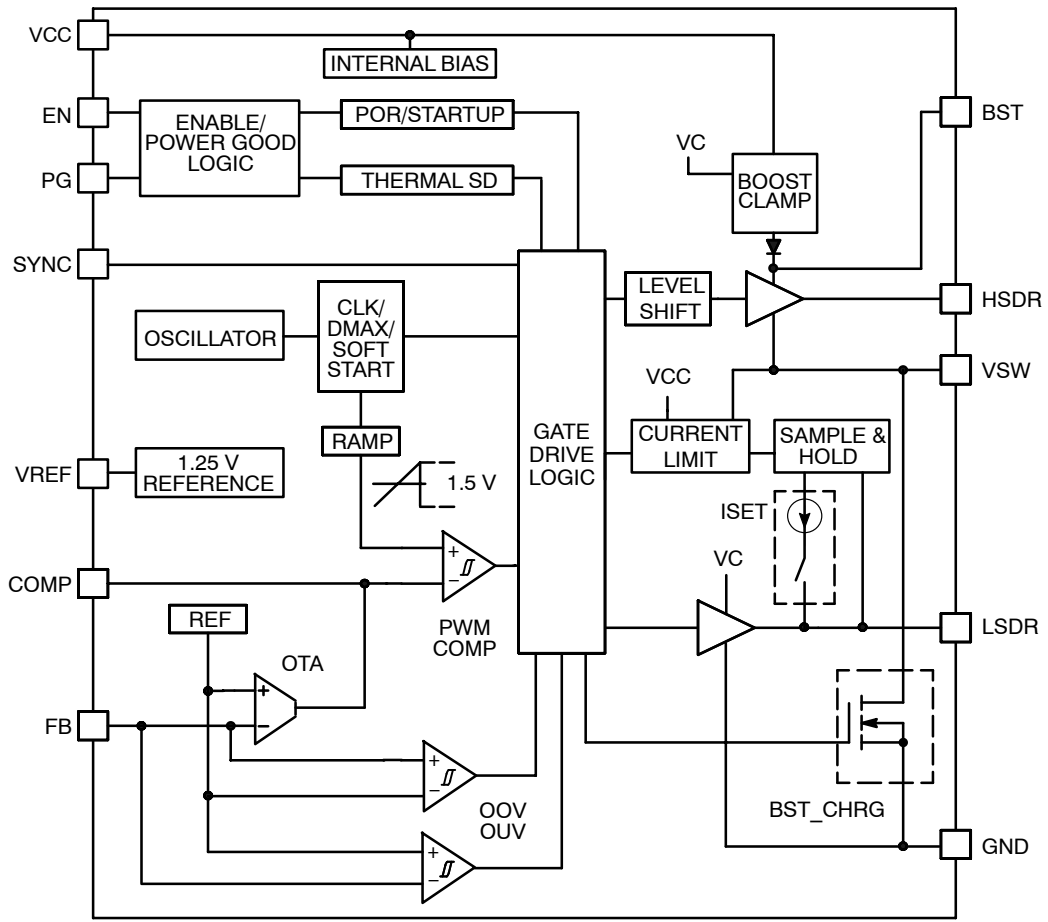 VCC
INTERNAL BIAS
EN
ENABLE/
POWER GOOD
LOGIC
POR/STARTUP
BST
PG
THERMAL SD
VC
BOOST
CLAMP
SYNC
OSCILLATOR
CLK/
DMAX/
SOFT
START
LEVEL
SHIFT
HSDR
VSW
VCC
RAMP
GATE
DRIVE
LOGIC
CURRENT
LIMIT
SAMPLE &
HOLD
VREF
1.25 V
REFERENCE
1.5 V
ISET
+
−
COMP
VC
REF
PWM
COMP
LSDR
OTA
+
−
FB
+
−
OOV
OUV
BST_CHRG
+
−
GND